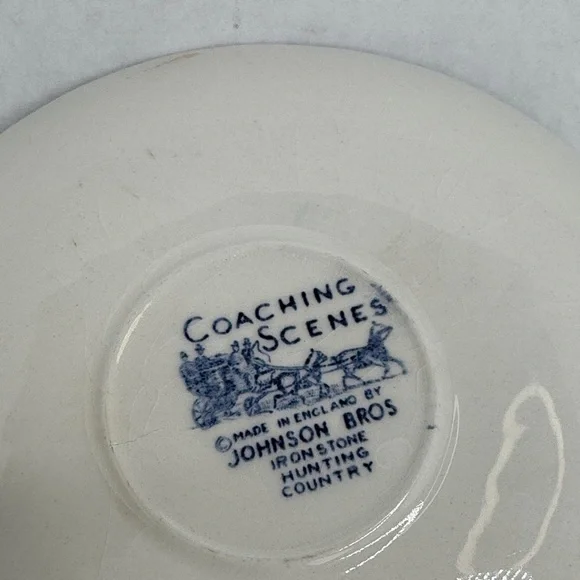 COACHING
SCENES
©MADE IN ENGLAND BY
JOHNSON BROS
IRONSTONE
HUNTING
COUNTRY